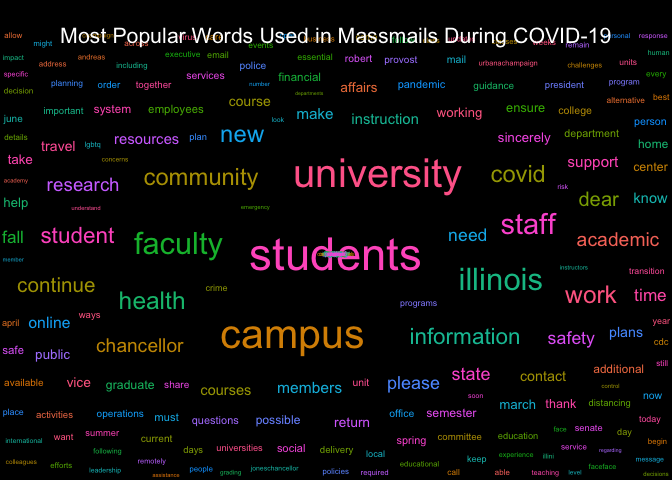 Most Popular Words Used in Massmails During COVID-19
allow
might
across
events
remain
personal
response
impact
address
andreas
executive
email
essential
robert
provost
mail
urbanachampaign
challenges
units
human
specific
including
services
police
financial
every
decision
planning
order
together
number
departments
affairs
pandemic
guidance
president
program
alternative
best
june
important
system
employees
course
look
make
instruction
working
ensure
college
person
details
travel
lgbtq
resources
plan
new
sincerely
department
home
take
concerns
community
university
covid
support
center
academy
research
risk
help
understand
emergency
dear
know
fall
student
faculty
students
need
staff
academic
member
illinois
instructors
transition
continue
health
crime
programs
work
time
april
online
ways
campus
information
safety
plans
year
safe
public
chancellor
cdc
still
available
vice
graduate
share
courses
members
unit
please
state
contact
additional
control
soon
now
place
activities
operations
must
questions
possible
return
office
semester
march
thank
distancing
today
international
want
summer
current
days
universities
social
delivery
local
spring
committee
education
face
senate
day
begin
following
keep
experience
illini
service
regarding
message
colleagues
efforts
leadership
remotely
assistance
people
grading
joneschancellor
policies
required
educational
call
able
teaching
level
faceface
decisions